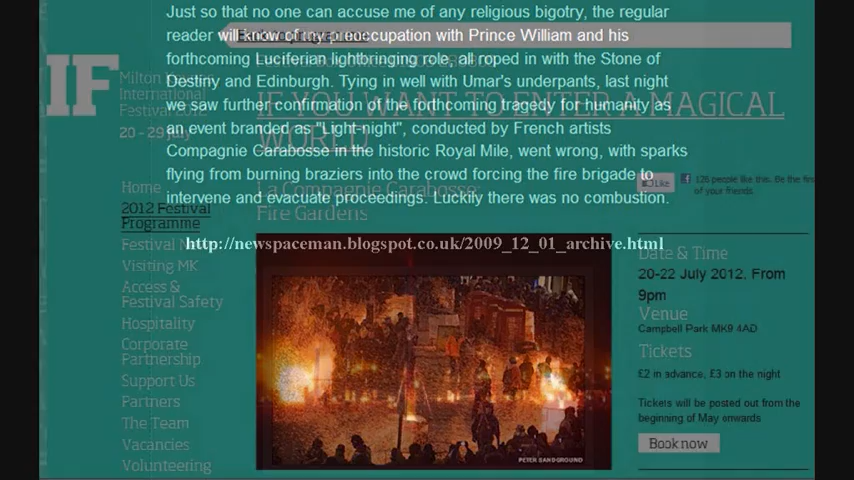 Just so that no one can accuse me of any religious bigotry, the regular
reader will know of my preoccupation with Prince William and his
forthcoming Luciferian lightbringing role, all roped in with the Stone of
Destiny and Edinburgh. Tying in well with Umar's underpants, last night
we saw further confirmation of the forthcoming tragedy for humanity as
an event branded as "Light-night", conducted by French artists
Compagnie Carabosse in the historic Royal Mile, went wrong, with sparks
flying from burning braziers into the crowd forcing the fire brigade to
intervene and evacuate proceedings. Luckily there was no combustion.
http://newspaceman.blogspot.co.uk/2009_12_01_archive.html
IF
Milton
International
Festival
20 - 29 July
IF YOU WANT TO ENTER A MAGICAL
WORLD
La Compagnie Carabosse:
Fire Gardens
Like
126 people like this. Be the first
of your friends.
Home
2012 Festival
Programme
Festival
Visiting MK
Access &
Festival Safety
Hospitality
Corporate
Partnership
Support Us
Partners
The Team
Vacancies
Volunteering
Date & Time
20-22 July 2012. From
9pm
Venue
Campbell Park MK9 4AD
Tickets
£2 in advance, £3 on the night
Tickets will be posted out from the
beginning of May onwards
Book now
PETER SANDGROUND